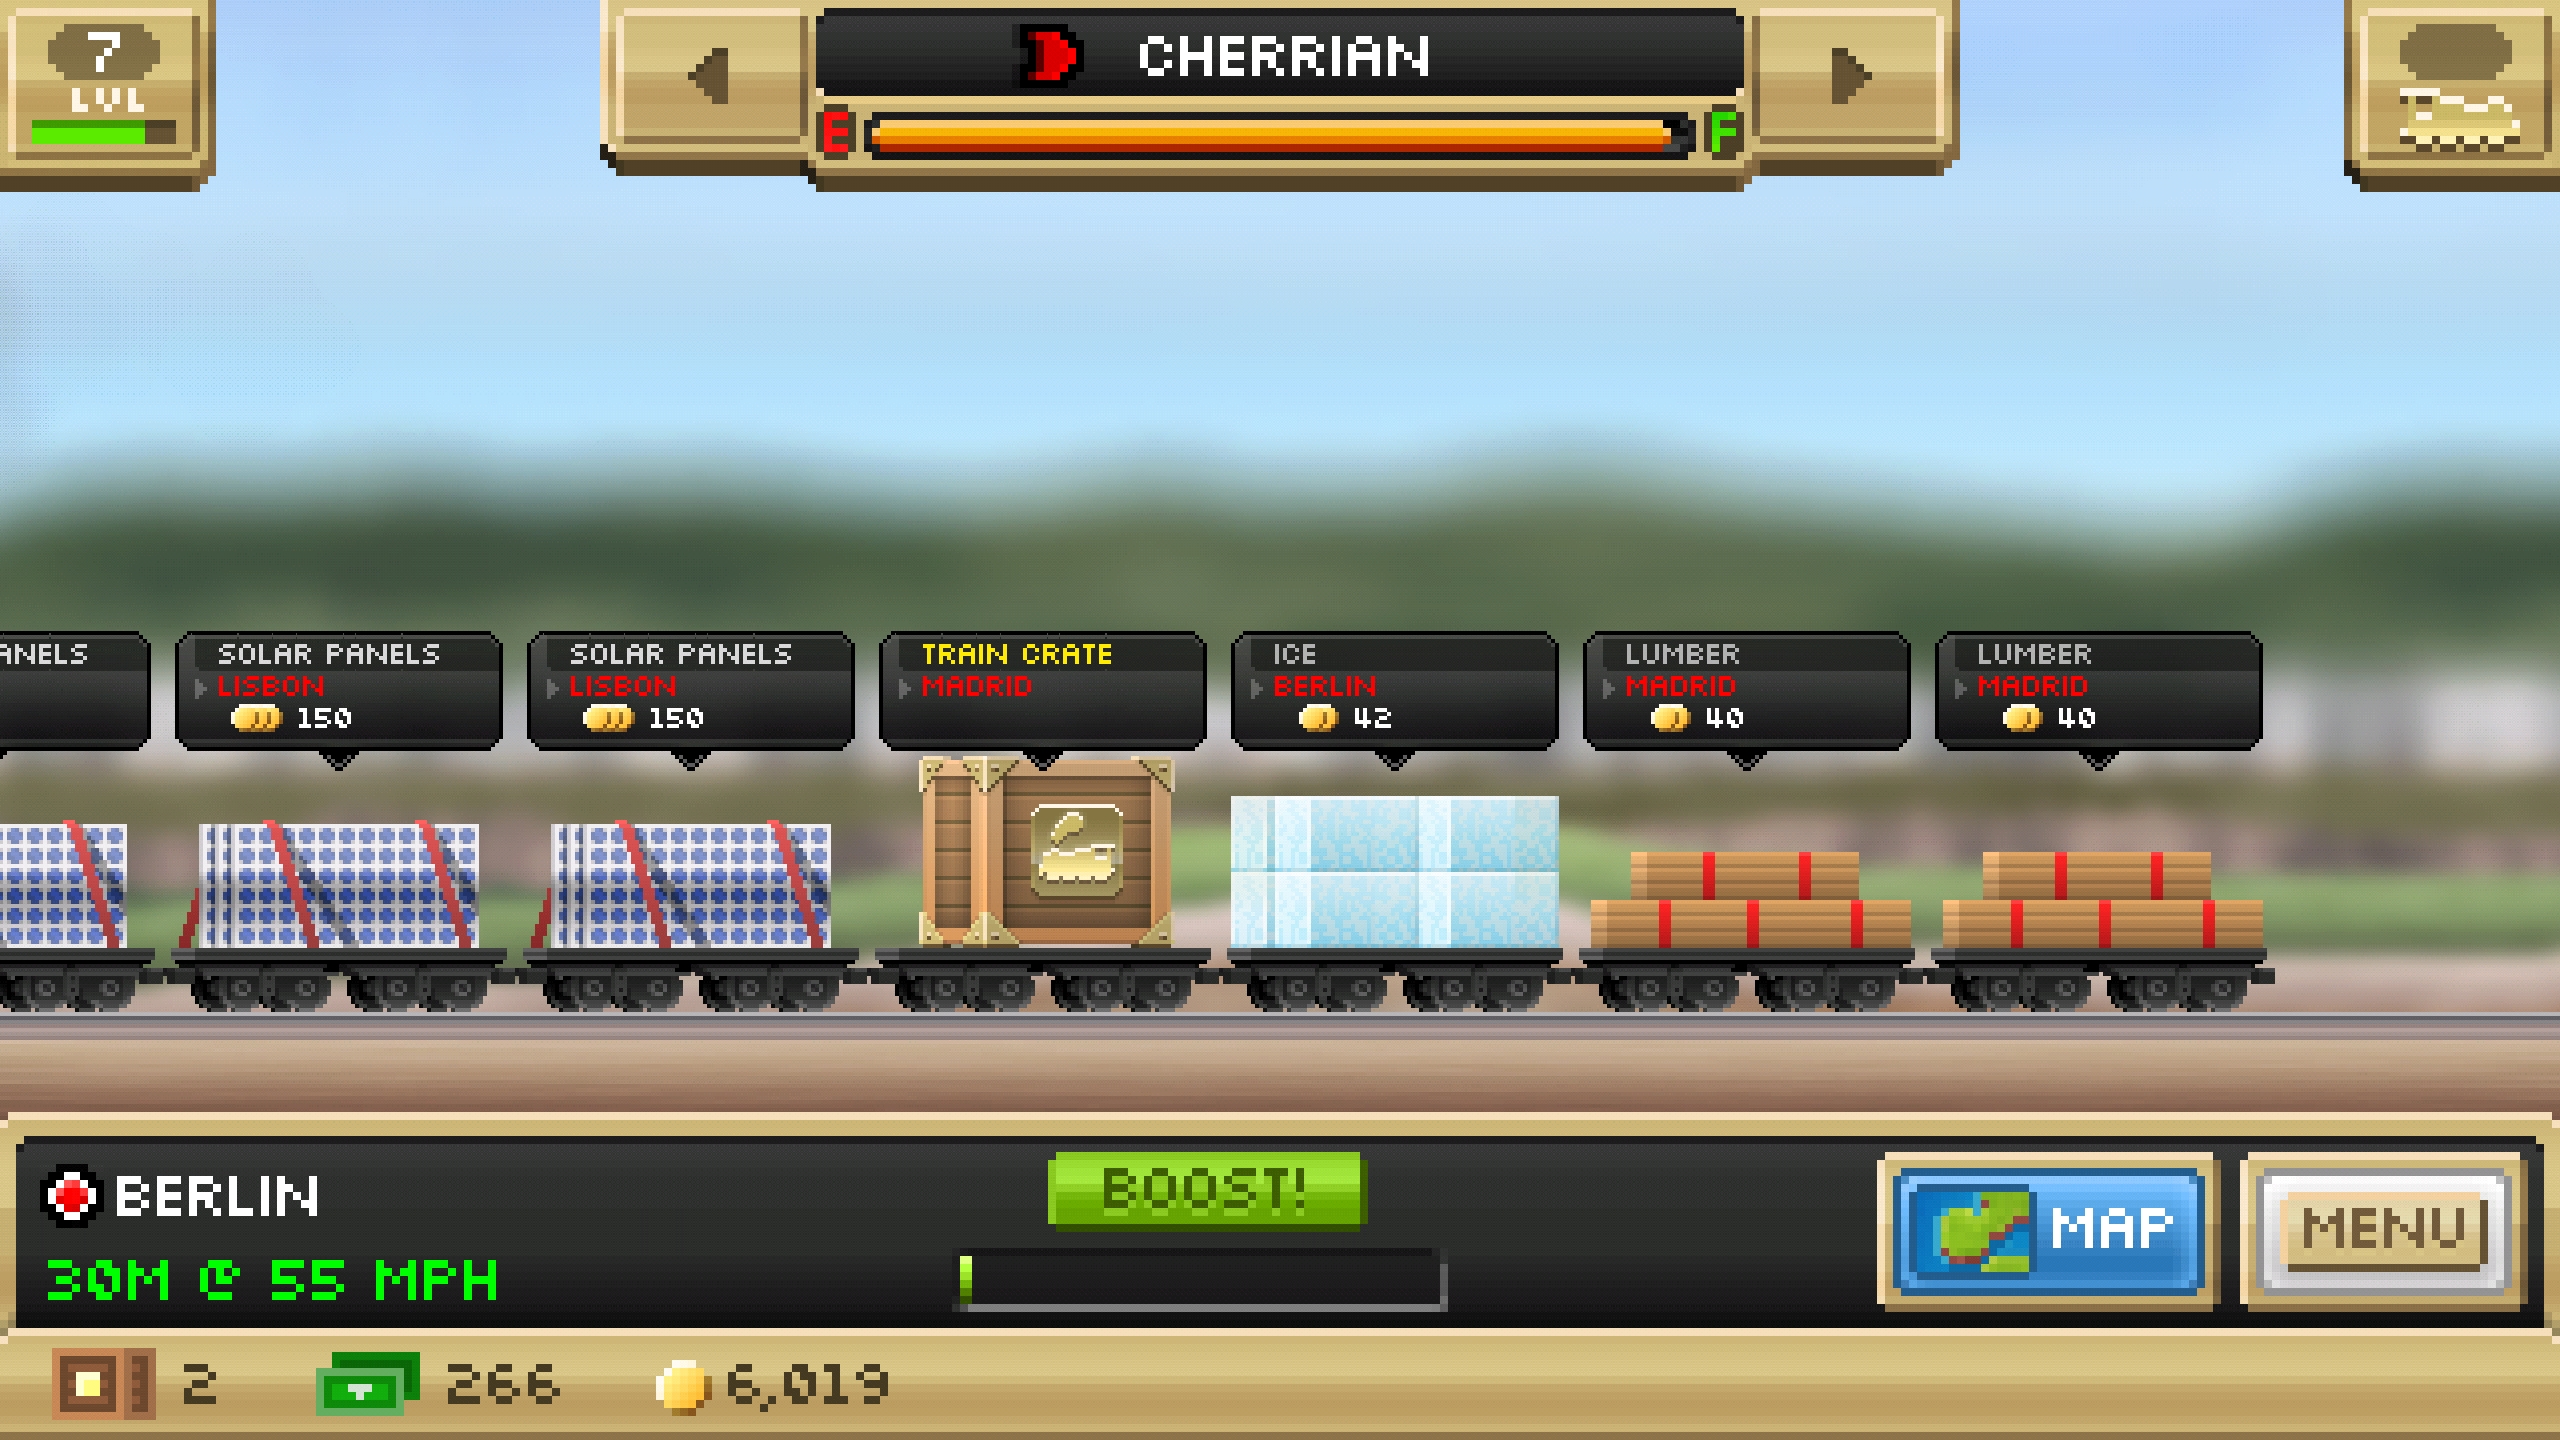 7
LVL
CHERRIAN
E
F
ANELS
SOLAR PANELS
LISBON
150
SOLAR PANELS
LISBON
150
TRAIN CRATE
MADRID
ICE
BERLIN
42
LUMBER
MADRID
40
LUMBER
MADRID
40
BERLIN
30M @ 55 MPH
BOOST!
MAP
MENU
2
266
6,019